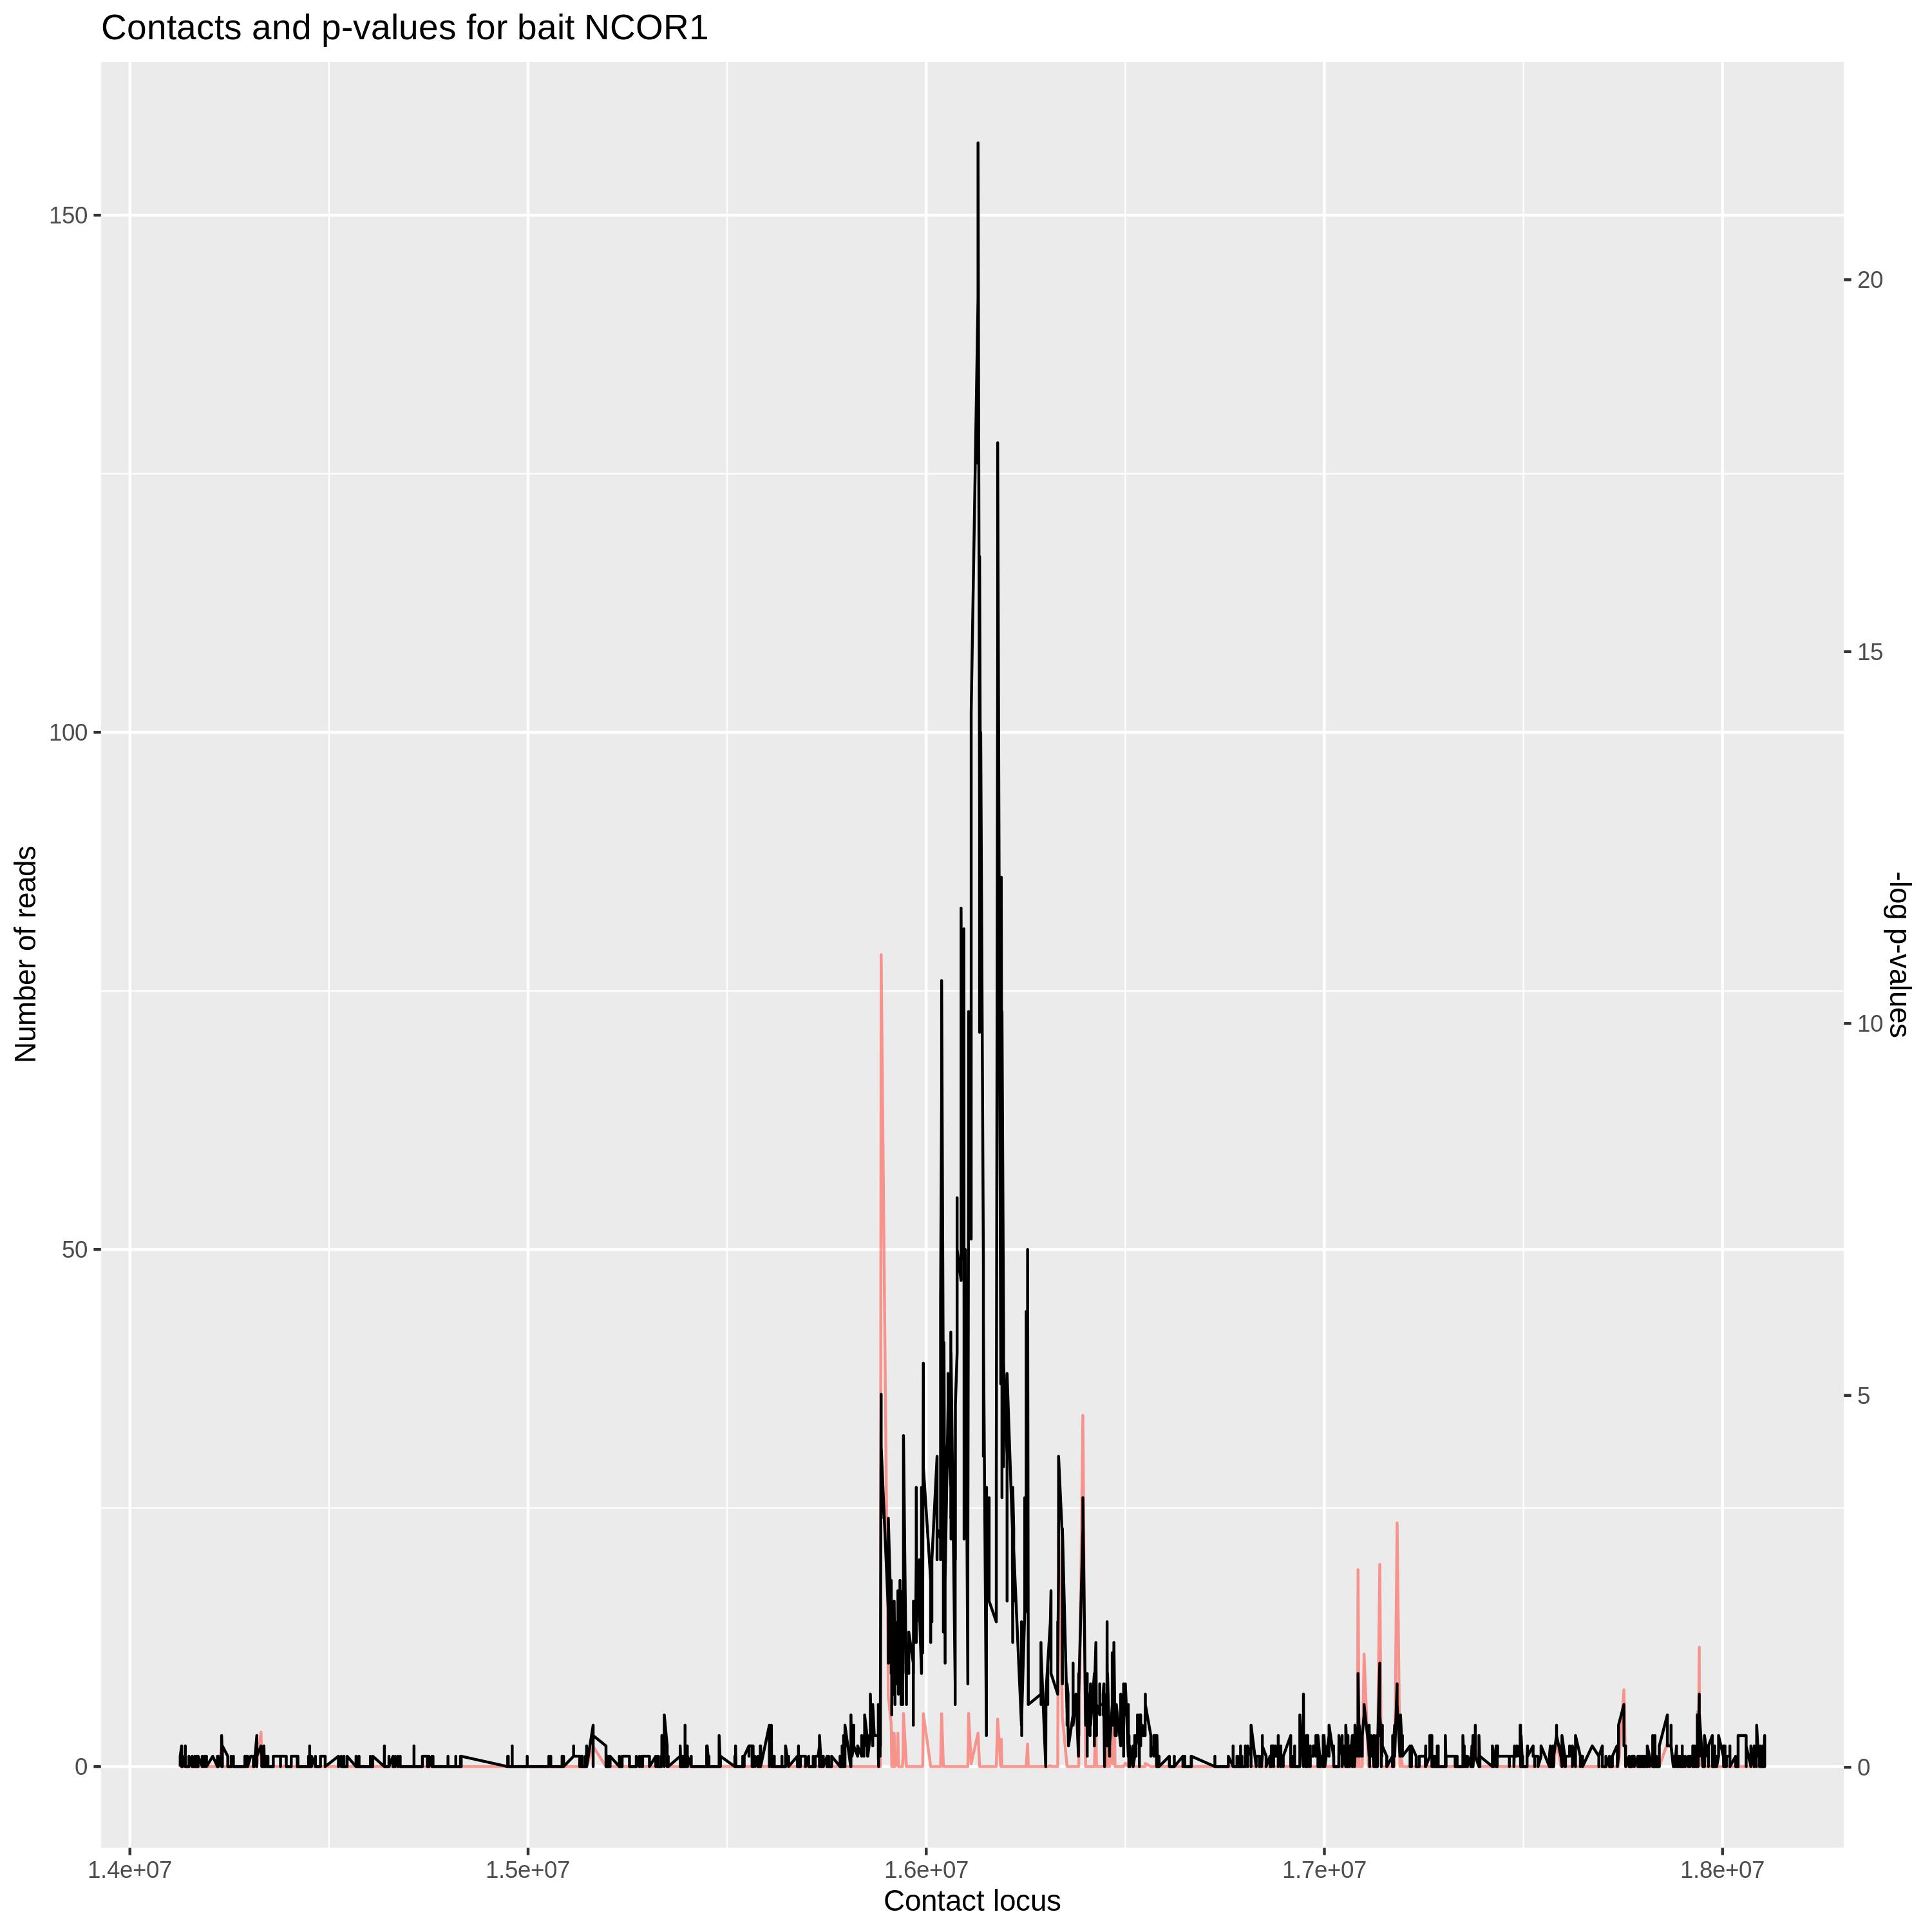 Contacts and p-values for bait NCOR1
150
100
50
0
Number of reads
20
15
10
5
0
-log p-values
1.4e+07 1.5e+07 1.6e+07 1.7e+07 1.8e+07
Contact locus